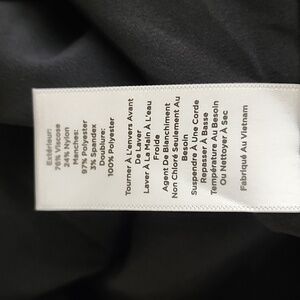 Extérieur:
76% Viscose
24% Nylon
Manches:
97% Polyester
3% Spandex
Doublure:
100% Polyester
Tourner À L'envers Avant
De Laver
Laver À La Main À L'eau
Froide
Agent De Blanchiment
Non Chloré Seulement Au
Besoin
Suspendre À Une Corde
Repasser À Basse
Température Au Besoin
Ou Nettoyer À Sec
Fabriqué Au Vietnam